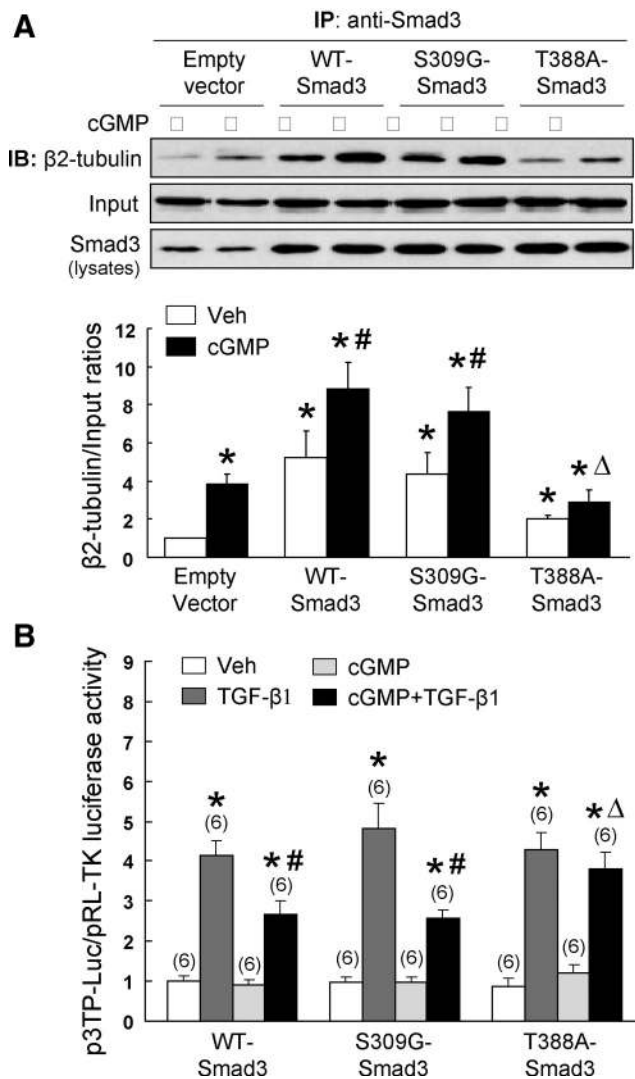 A
IP: anti-Smad3
Empty vector
WT-Smad3
S309G-Smad3
T388A-Smad3
cGMP □ □ □ □ □ □ □ □
IB: β2-tubulin
Input
Smad3
(lysates)
β2-tubulin/Input ratios
12
10
8
6
4
2
0
Veh
cGMP
*
*
*#
*
*#
*
*Δ
Empty Vector
WT-Smad3
S309G-Smad3
T388A-Smad3
B
p3TP-Luc/pRL-TK luciferase activity
9
8
7
6
5
4
3
2
1
0
Veh
cGMP
TGF-β1
cGMP+TGF-β1
(6)
*
(6)
(6)
*#
(6)
(6)
*
(6)
(6)
*#
(6)
(6)
*
(6)
(6)
*Δ
(6)
WT-Smad3
S309G-Smad3
T388A-Smad3